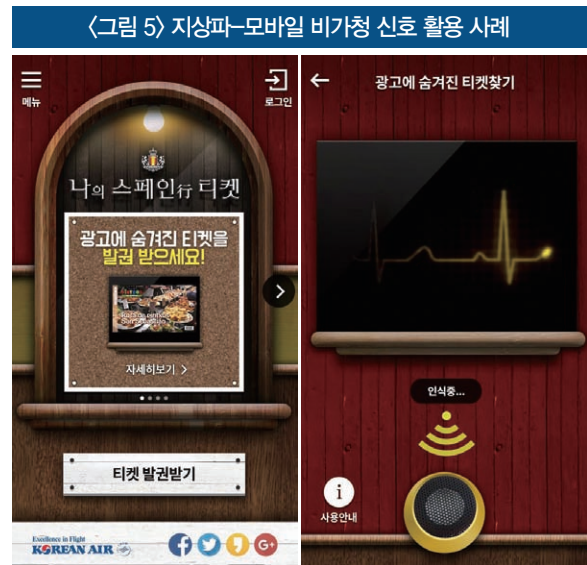 〈그림 5〉 지상파-모바일 비가청 신호 활용 사례
메뉴
로그인
나의 스페인行 티켓
광고에 숨겨진 티켓을
발권 받으세요!
자세히보기 >
티켓 발권받기
Excellence in Flight
KOREAN AIR
f
G+
광고에 숨겨진 티켓찾기
인식중...
i
사용안내